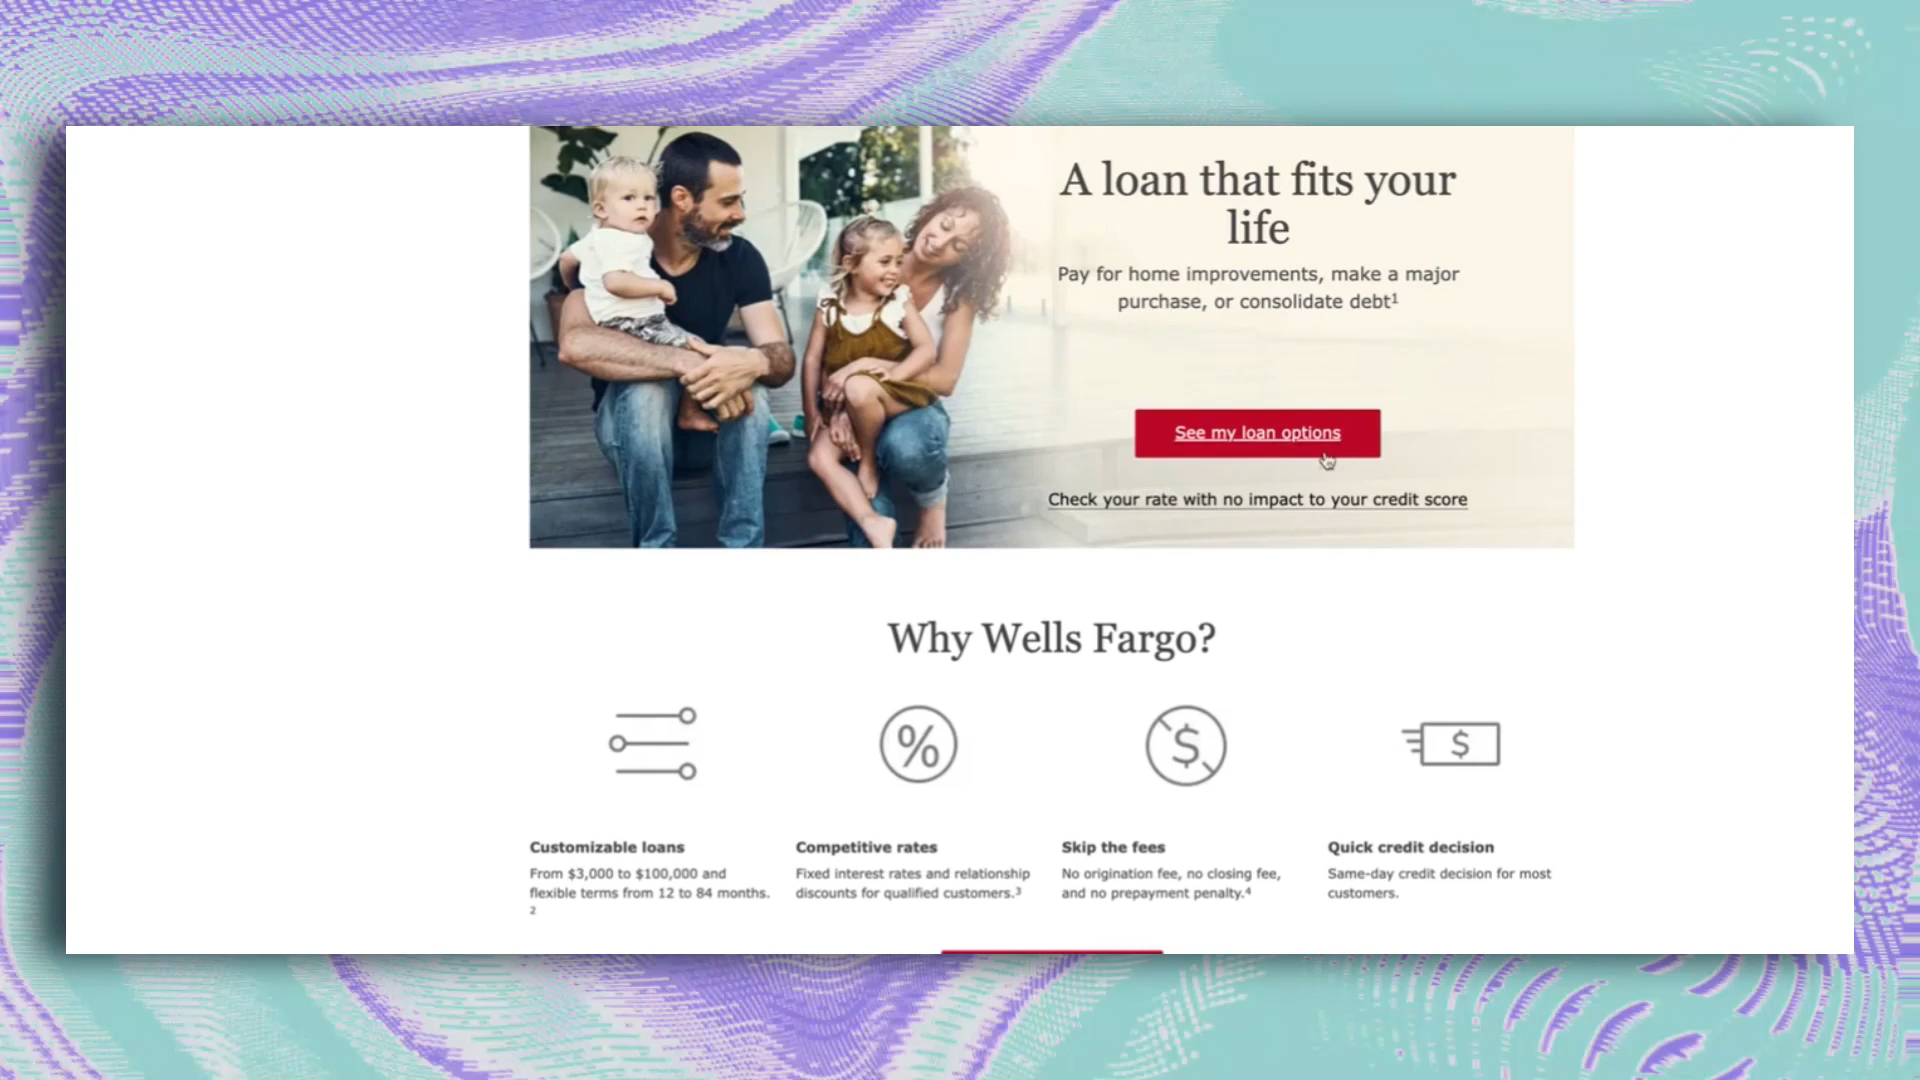 A loan that fits your
life
Pay for home improvements, make a major
purchase, or consolidate debt¹
See my loan options
Check your rate with no impact to your credit score
Why Wells Fargo?
%
$
$
Customizable loans
From $3,000 to $100,000 and
flexible terms from 12 to 84 months.
2
Competitive rates
Fixed interest rates and relationship
discounts for qualified customers.³
Skip the fees
No origination fee, no closing fee,
and no prepayment penalty.⁴
Quick credit decision
Same-day credit decision for most
customers.